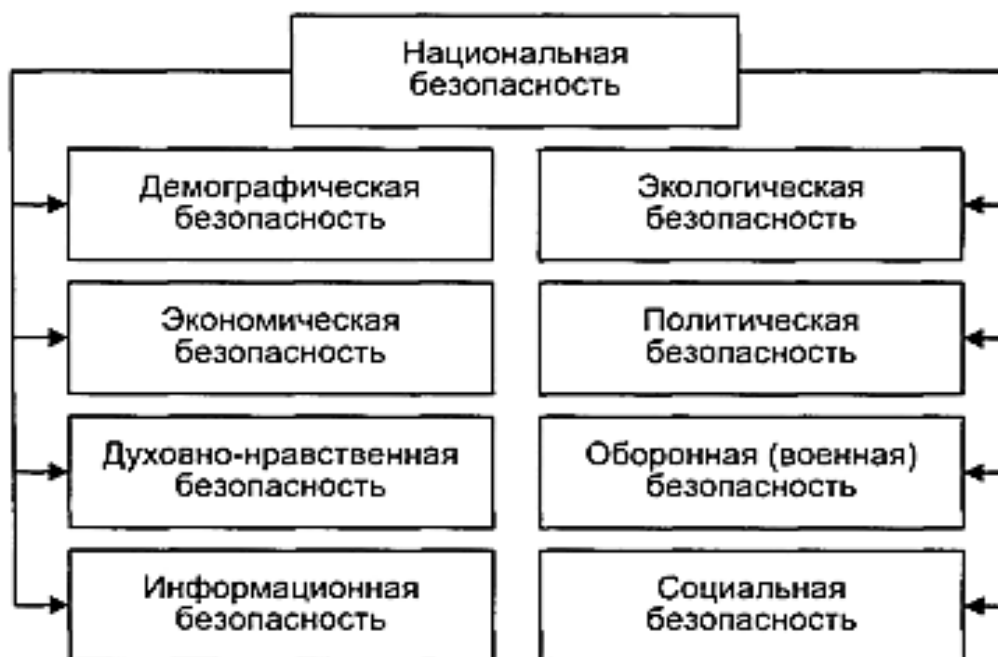 Национальная
безопасность
Демографическая
безопасность
Экологическая
безопасность
Экономическая
безопасность
Политическая
безопасность
Духовно-нравственная
безопасность
Оборонная (военная)
безопасность
Информационная
безопасность
Социальная
безопасность